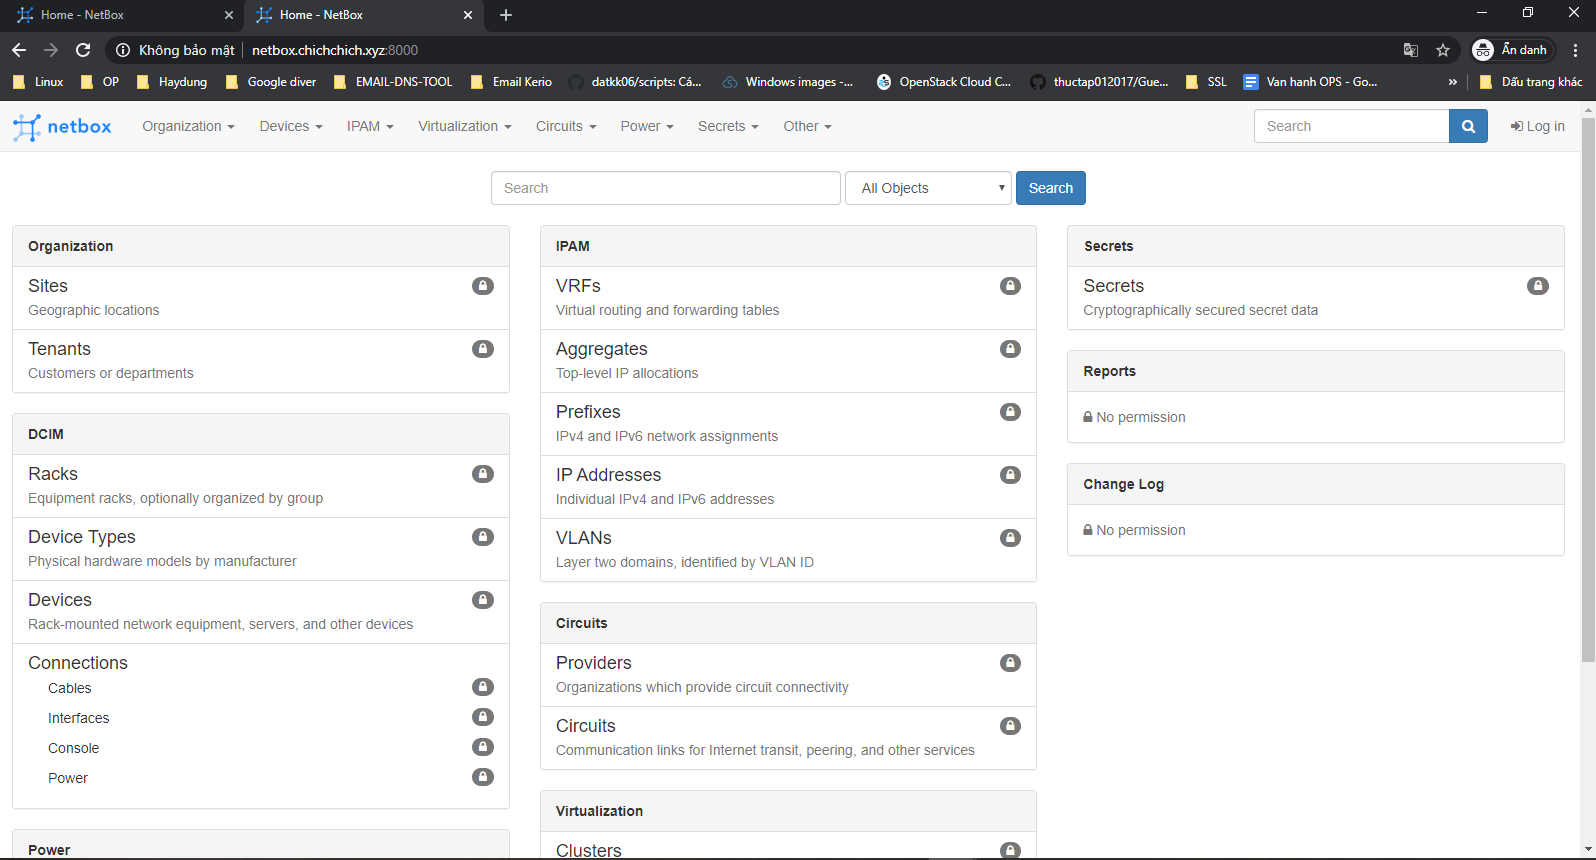 Home - NetBox
Home - NetBox
Không bảo mật
netbox.chichchich.xyz:8000
Ẩn danh
Linux
OP
Haydung
Google diver
EMAIL-DNS-TOOL
Email Kerio
datkk06/scripts: Cá...
Windows images -...
OpenStack Cloud C...
thuctap012017/Gue...
SSL
Van hanh OPS - Go...
»
Dấu trang khác
netbox
Organization
Devices
IPAM
Virtualization
Circuits
Power
Secrets
Other
Search
Log in
Search
All Objects
Search
Organization
Sites
Geographic locations
Tenants
Customers or departments
DCIM
Racks
Equipment racks, optionally organized by group
Device Types
Physical hardware models by manufacturer
Devices
Rack-mounted network equipment, servers, and other devices
Connections
Cables
Interfaces
Console
Power
Power
IPAM
VRFs
Virtual routing and forwarding tables
Aggregates
Top-level IP allocations
Prefixes
IPv4 and IPv6 network assignments
IP Addresses
Individual IPv4 and IPv6 addresses
VLANs
Layer two domains, identified by VLAN ID
Circuits
Providers
Organizations which provide circuit connectivity
Circuits
Communication links for Internet transit, peering, and other services
Virtualization
Clusters
Secrets
Secrets
Cryptographically secured secret data
Reports
No permission
Change Log
No permission